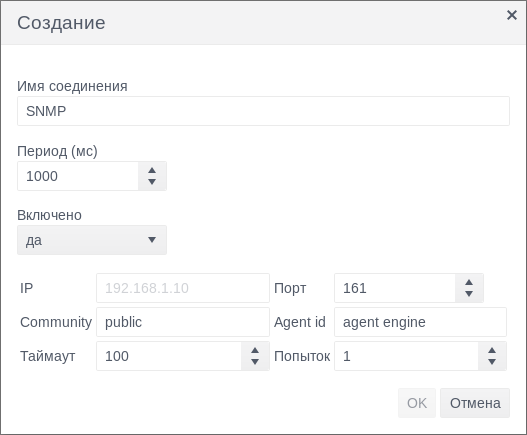 Создание
Имя соединения
SNMP
Период (мс)
1000
Включено
да
IP 192.168.1.10 Порт 161
Community public Agent id agent engine
Таймаут 100 Попыток 1
OK Отмена